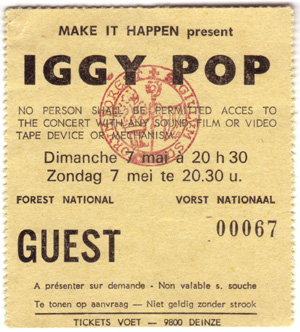 MAKE IT HAPPEN present
IGGY POP
NO PERSON SHALL BE PERMITTED ACCES TO
THE CONCERT WITH ANY SOUND, FILM OR VIDEO
TAPE DEVICE OR MECHANISM.
Dimanche 7 mai à 20 h 30
Zondag 7 mei te 20.30 u.
FOREST NATIONAL VORST NATIONAAL
00067
GUEST
A présenter sur demande - Non valable s. souche
Te tonen op aanvraag — Niet geldig zonder strook
TICKETS VOET — 9800 DEINZE